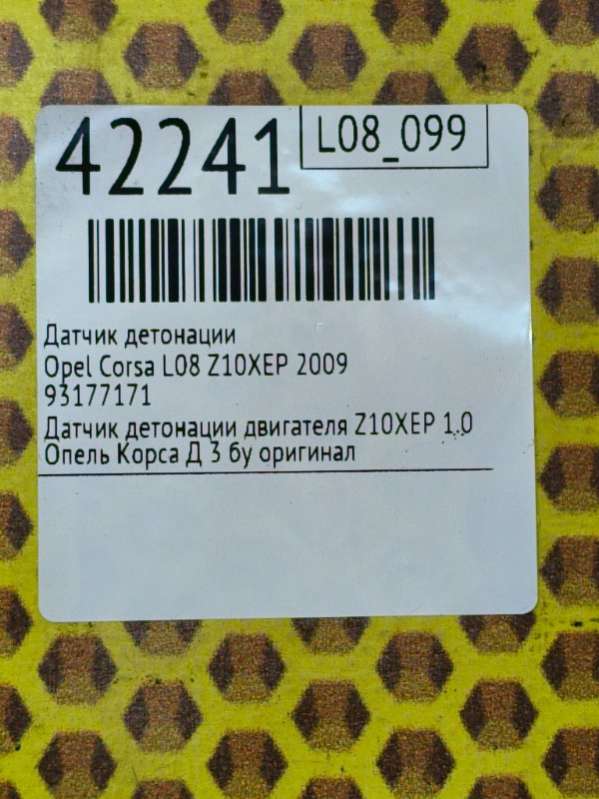 42241
L08_099
Датчик детонации
Opel Corsa L08 Z10XEP 2009
93177171
Датчик детонации двигателя Z10XEP 1.0
Опель Корса Д 3 бу оригинал